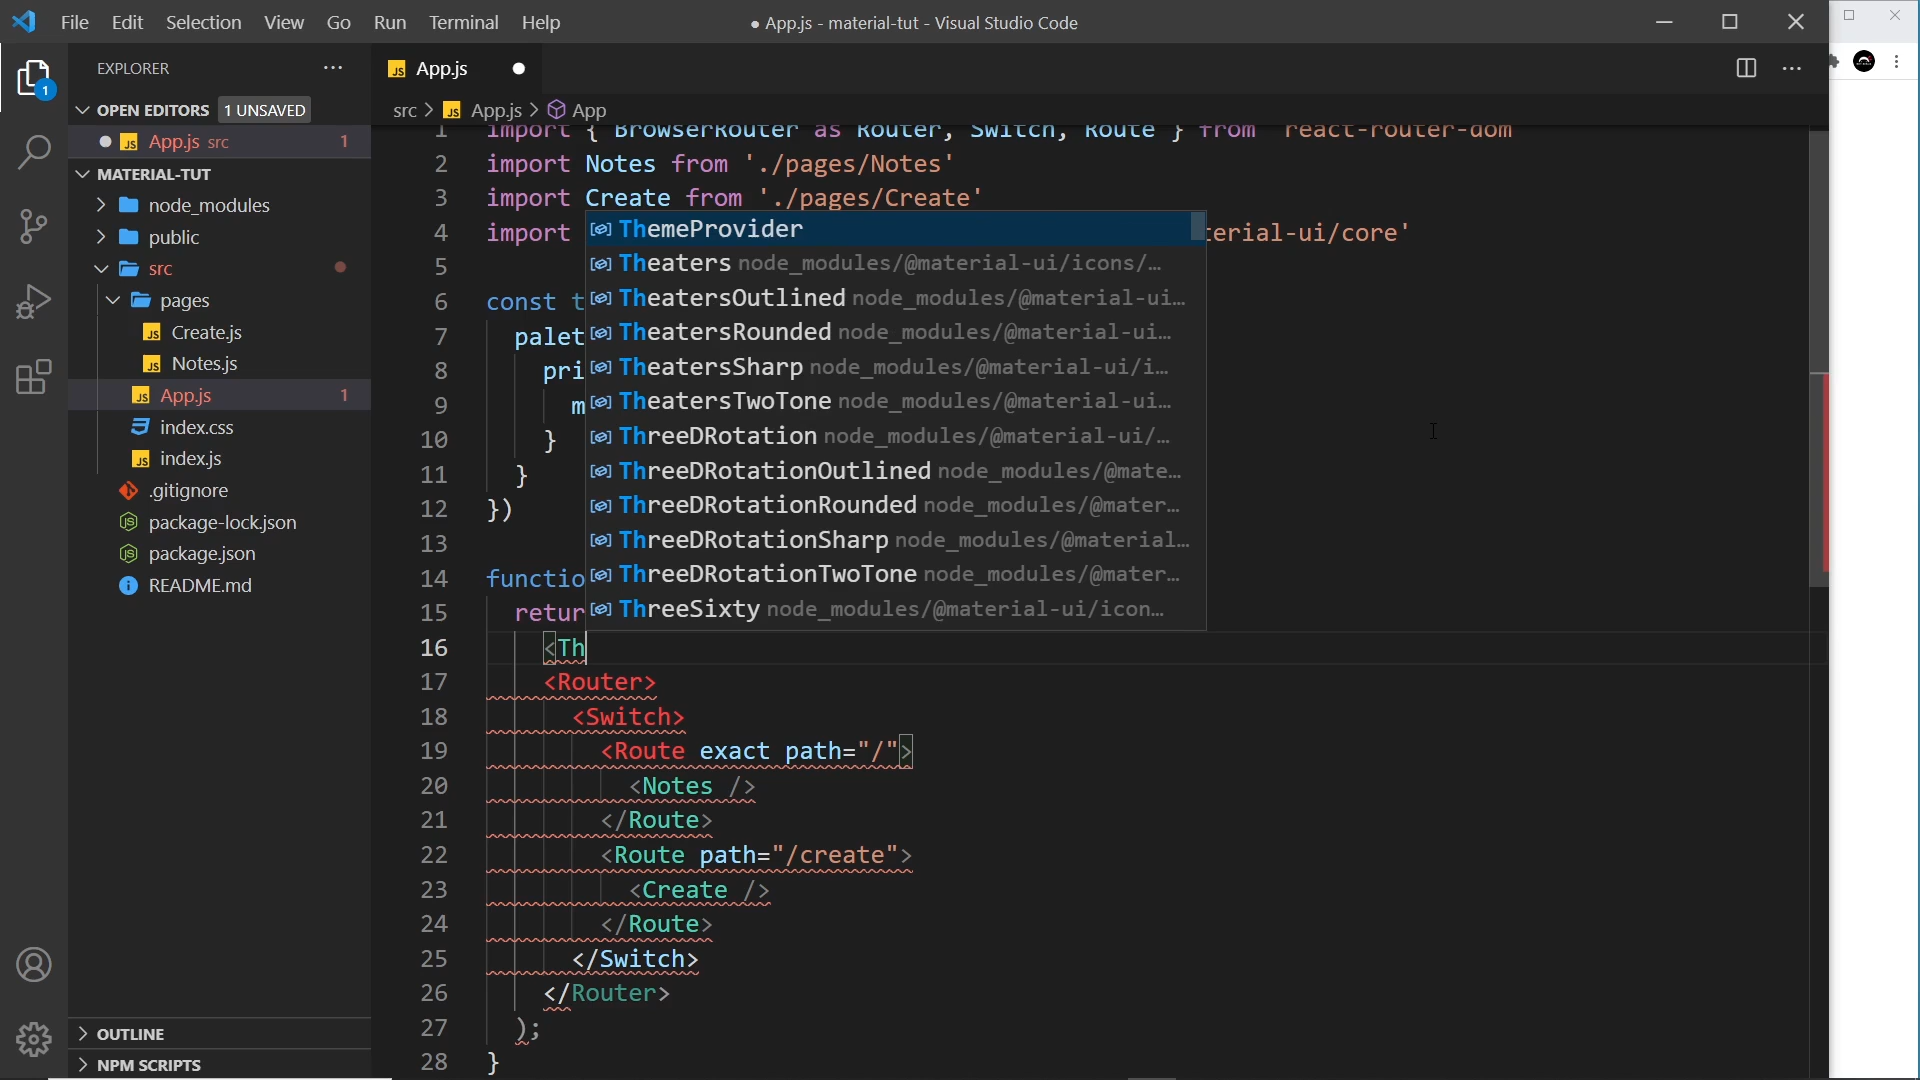 File Edit Selection View Go Run Terminal Help
● App.js - material-tut - Visual Studio Code
EXPLORER
1
OPEN EDITORS 1 UNSAVED
App.js src 1
MATERIAL-TUT
node_modules
public
src
pages
Create.js
Notes.js
App.js 1
index.css
index.js
.gitignore
package-lock.json
package.json
README.md
OUTLINE
NPM SCRIPTS
JS App.js
src > JS App.js > App
1 import { BrowserRouter as Router, Switch, Route } from 'react-router-dom
2 import Notes from './pages/Notes'
3 import Create from './pages/Create'
4 import terial-ui/core'
5
6 const t
7 palet
8 pri
9 m
10 }
11 }
12 })
13
14 functio
15 retur
16 <Th
17 <Router>
18 <Switch>
19 <Route exact path="/">
20 <Notes />
21 </Route>
22 <Route path="/create">
23 <Create />
24 </Route>
25 </Switch>
26 </Router>
27 );
28 }
ThemeProvider
Theaters node_modules/@material-ui/icons/…
TheatersOutlined node_modules/@material-ui…
TheatersRounded node_modules/@material-ui…
TheatersSharp node_modules/@material-ui/i…
TheatersTwoTone node_modules/@material-ui…
ThreeDRotation node_modules/@material-ui/…
ThreeDRotationOutlined node_modules/@mate…
ThreeDRotationRounded node_modules/@mater…
ThreeDRotationSharp node_modules/@material…
ThreeDRotationTwoTone node_modules/@mater…
ThreeSixty node_modules/@material-ui/icon…